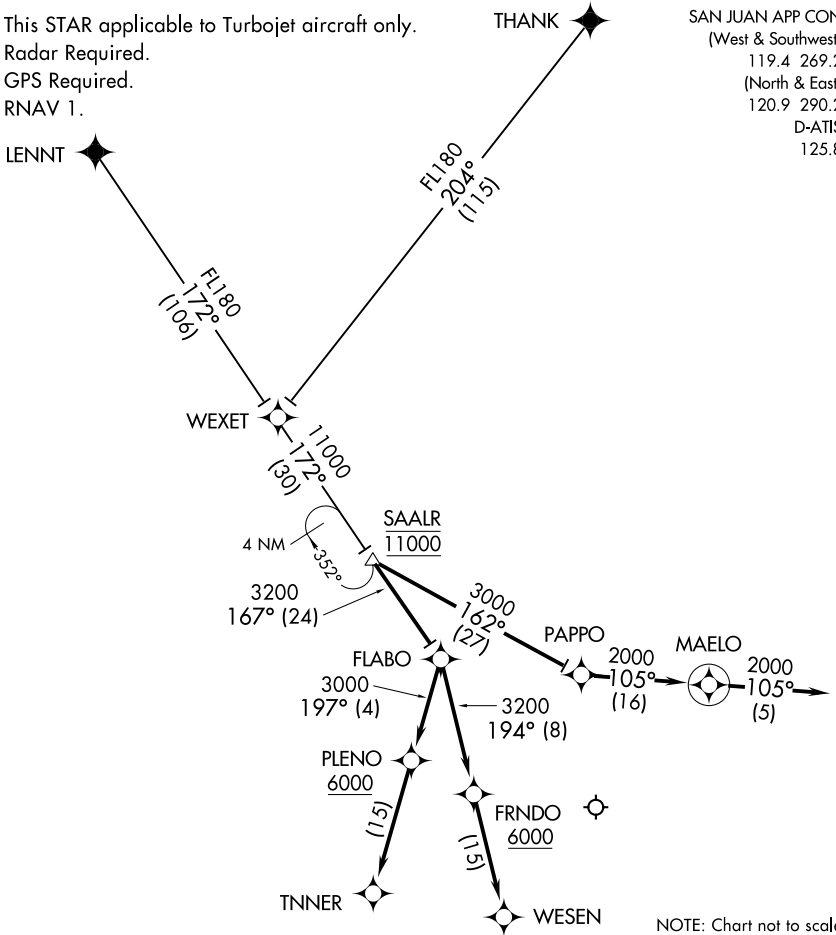 This STAR applicable to Turbojet aircraft only.
Radar Required.
GPS Required.
RNAV 1.
THANK
SAN JUAN APP CON
(West & Southwest
119.4 269.2
(North & East
120.9 290.2
D-ATIS
125.8
LENNT
FL180
204°
(115)
FL180
172°
(106)
WEXET
11000
172°
(30)
SAALR
11000
4 NM
352°
3200
167° (24)
3000
162°
(27)
PAPPO
MAELO
2000
105°
(16)
2000
105°
(5)
FLABO
3000
197° (4)
3200
194° (8)
PLENO
6000
FRNDO
6000
(15)
(15)
TNNER
WESEN
NOTE: Chart not to scale